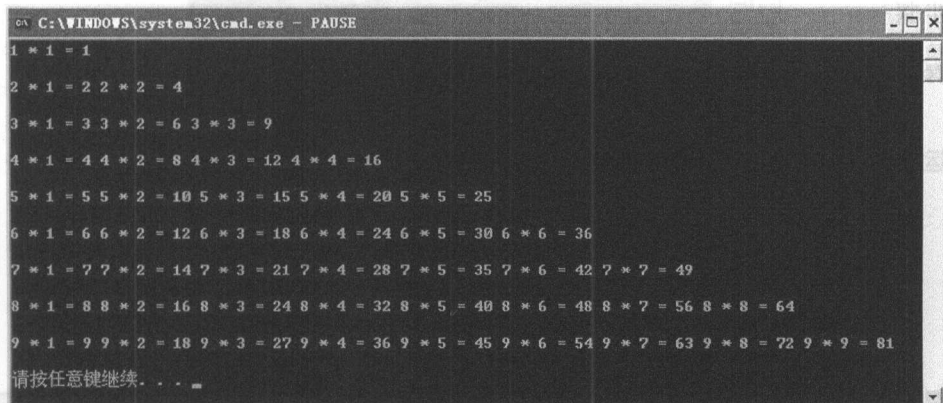 C:\WINDOWS\system32\cmd.exe - PAUSE
1 * 1 = 1
2 * 1 = 2 2 * 2 = 4
3 * 1 = 3 3 * 2 = 6 3 * 3 = 9
4 * 1 = 4 4 * 2 = 8 4 * 3 = 12 4 * 4 = 16
5 * 1 = 5 5 * 2 = 10 5 * 3 = 15 5 * 4 = 20 5 * 5 = 25
6 * 1 = 6 6 * 2 = 12 6 * 3 = 18 6 * 4 = 24 6 * 5 = 30 6 * 6 = 36
7 * 1 = 7 7 * 2 = 14 7 * 3 = 21 7 * 4 = 28 7 * 5 = 35 7 * 6 = 42 7 * 7 = 49
8 * 1 = 8 8 * 2 = 16 8 * 3 = 24 8 * 4 = 32 8 * 5 = 40 8 * 6 = 48 8 * 7 = 56 8 * 8 = 64
9 * 1 = 9 9 * 2 = 18 9 * 3 = 27 9 * 4 = 36 9 * 5 = 45 9 * 6 = 54 9 * 7 = 63 9 * 8 = 72 9 * 9 = 81
请按任意键继续. . . _